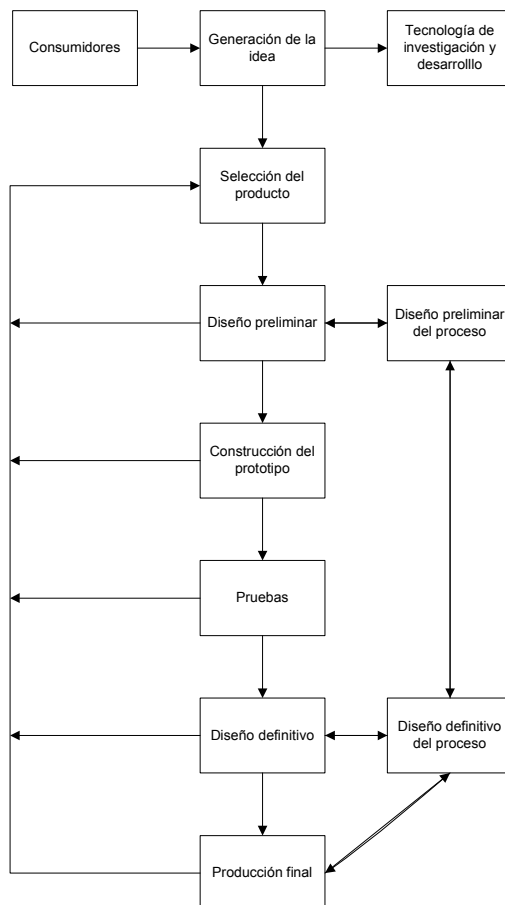 Consumidores
Generación de la
idea
Tecnología de
investigación y
desarrolllo
Selección del
producto
Diseño preliminar
Diseño preliminar
del proceso
Construcción del
prototipo
Pruebas
Diseño definitivo
Diseño definitivo
del proceso
Producción final